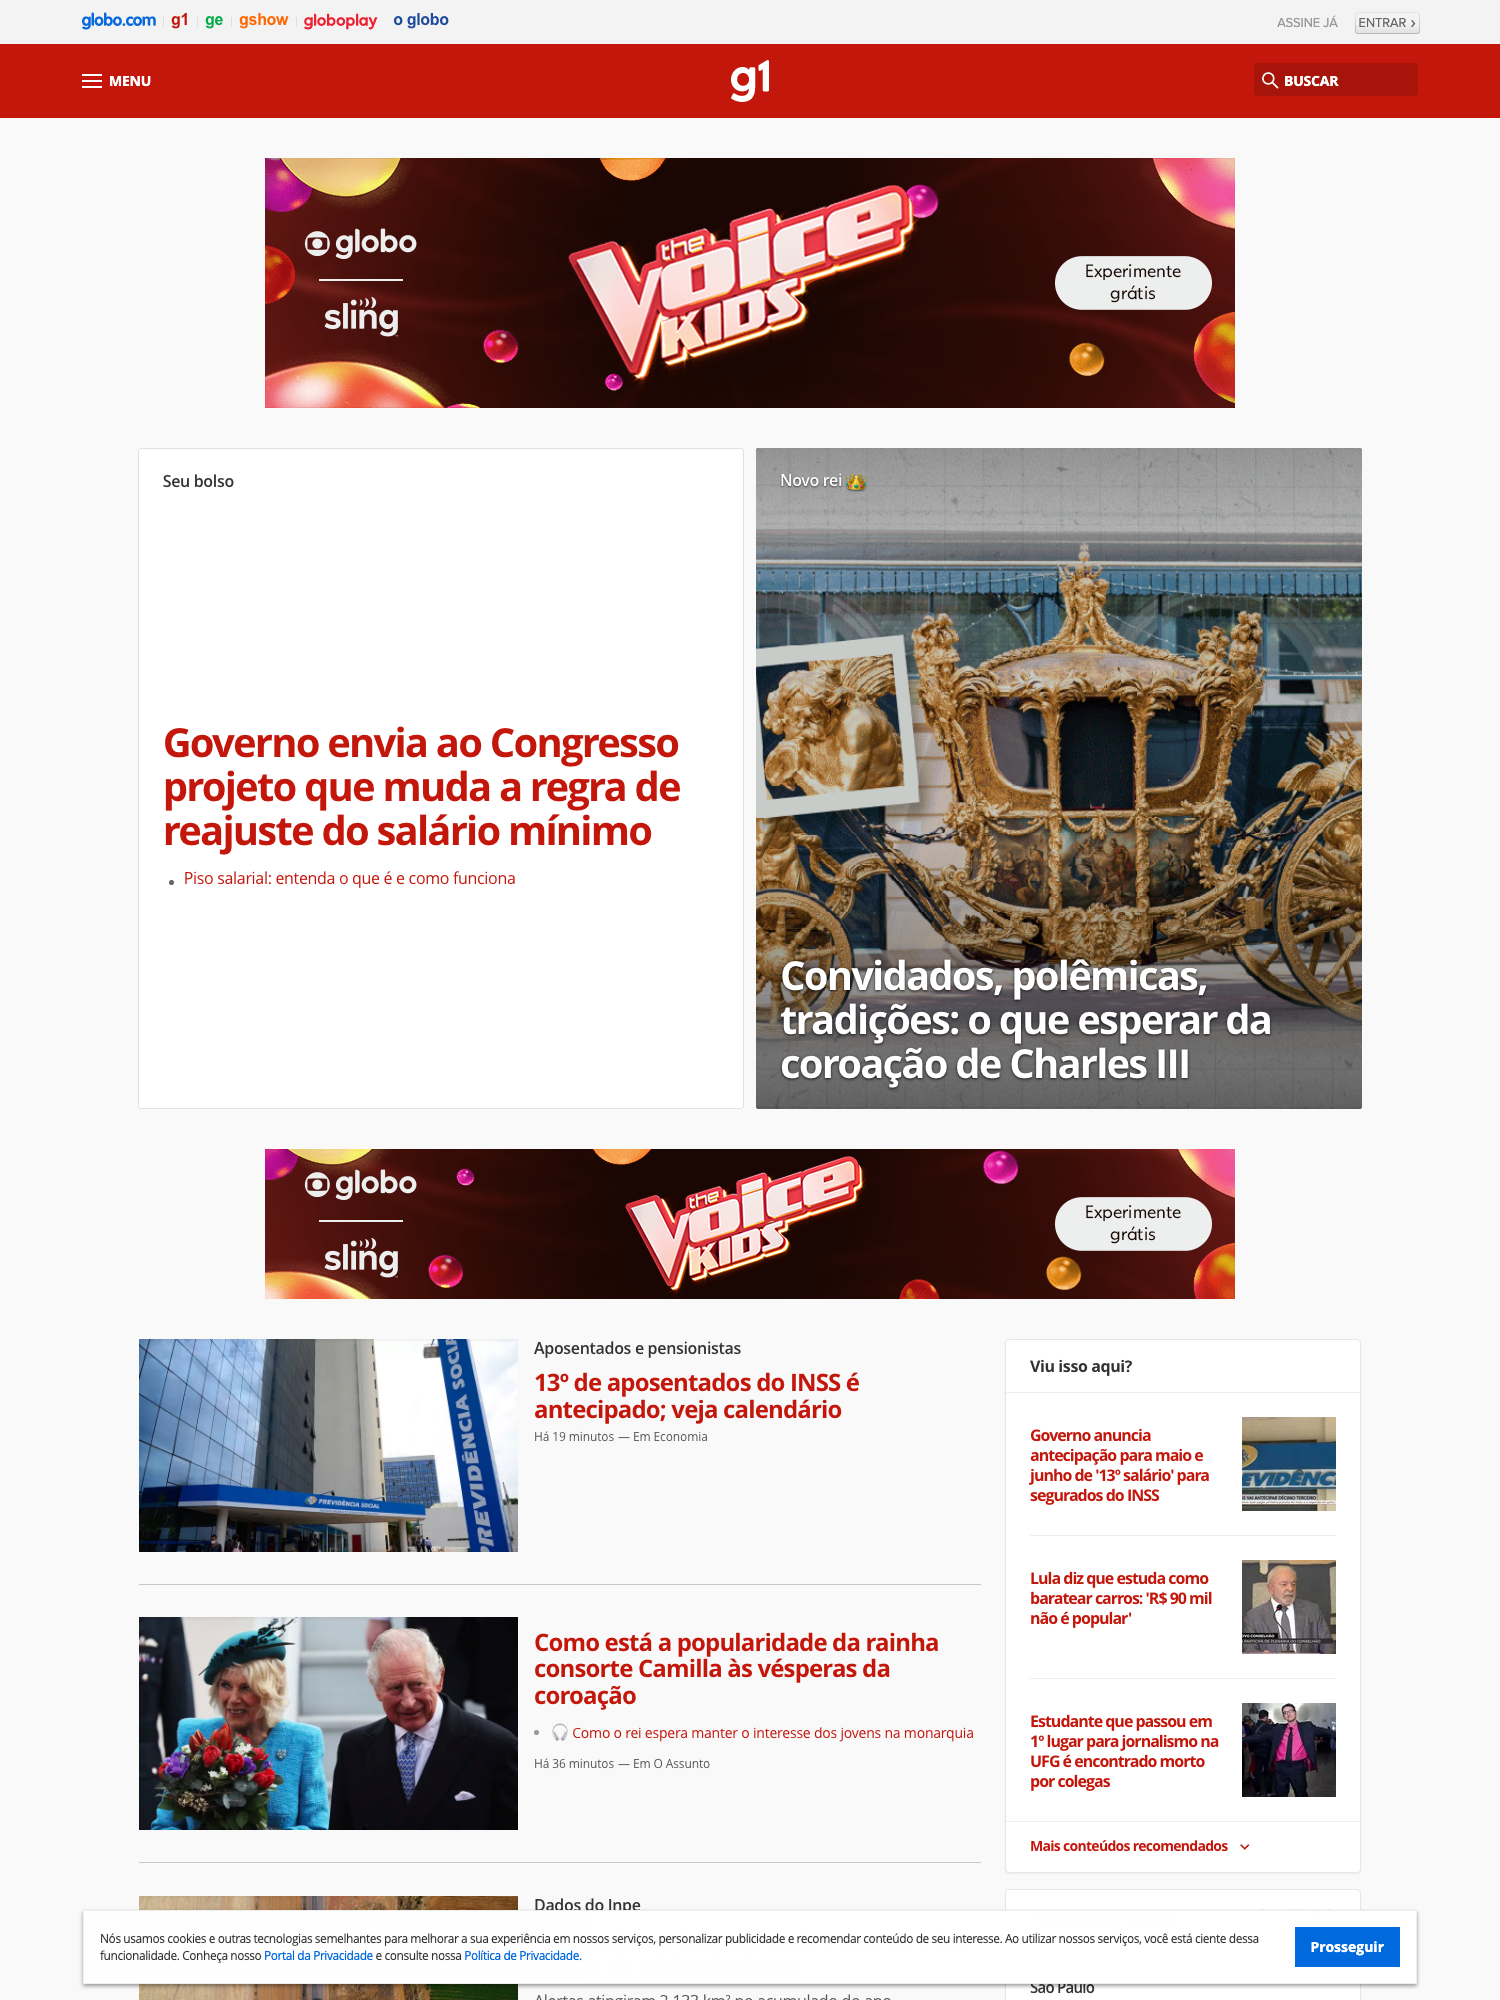 globo.com
g1
ge
gshow
globoplay
o globo
ASSINE JÁ
ENTRAR ›
MENU
g1
BUSCAR
globo
sling
the
Voice
KIDS
Experimente
grátis
Seu bolso
Governo envia ao Congresso
projeto que muda a regra de
reajuste do salário mínimo
Piso salarial: entenda o que é e como funciona
Novo rei
Convidados, polêmicas,
tradições: o que esperar da
coroação de Charles III
globo
sling
the
Voice
KIDS
Experimente
grátis
PREVIDÊNCIA SOCIAL
PREVIDÊNCIA SOCI
Aposentados e pensionistas
13º de aposentados do INSS é
antecipado; veja calendário
Há 19 minutos — Em Economia
Como está a popularidade da rainha
consorte Camilla às vésperas da
coroação
Como o rei espera manter o interesse dos jovens na monarquia
Há 36 minutos — Em O Assunto
Dados do Inpe
Viu isso aqui?
Governo anuncia
antecipação para maio e
junho de '13º salário' para
segurados do INSS
EVIDÊNC
Lula diz que estuda como
baratear carros: 'R$ 90 mil
não é popular'
Estudante que passou em
1º lugar para jornalismo na
UFG é encontrado morto
por colegas
Mais conteúdos recomendados
Nós usamos cookies e outras tecnologias semelhantes para melhorar a sua experiência em nossos serviços, personalizar publicidade e recomendar conteúdo de seu interesse. Ao utilizar nossos serviços, você está ciente dessa
funcionalidade. Conheça nosso Portal da Privacidade e consulte nossa Política de Privacidade.
Prosseguir
São Paulo
Alertas atingiram 2.133 km² no acumulado do ano